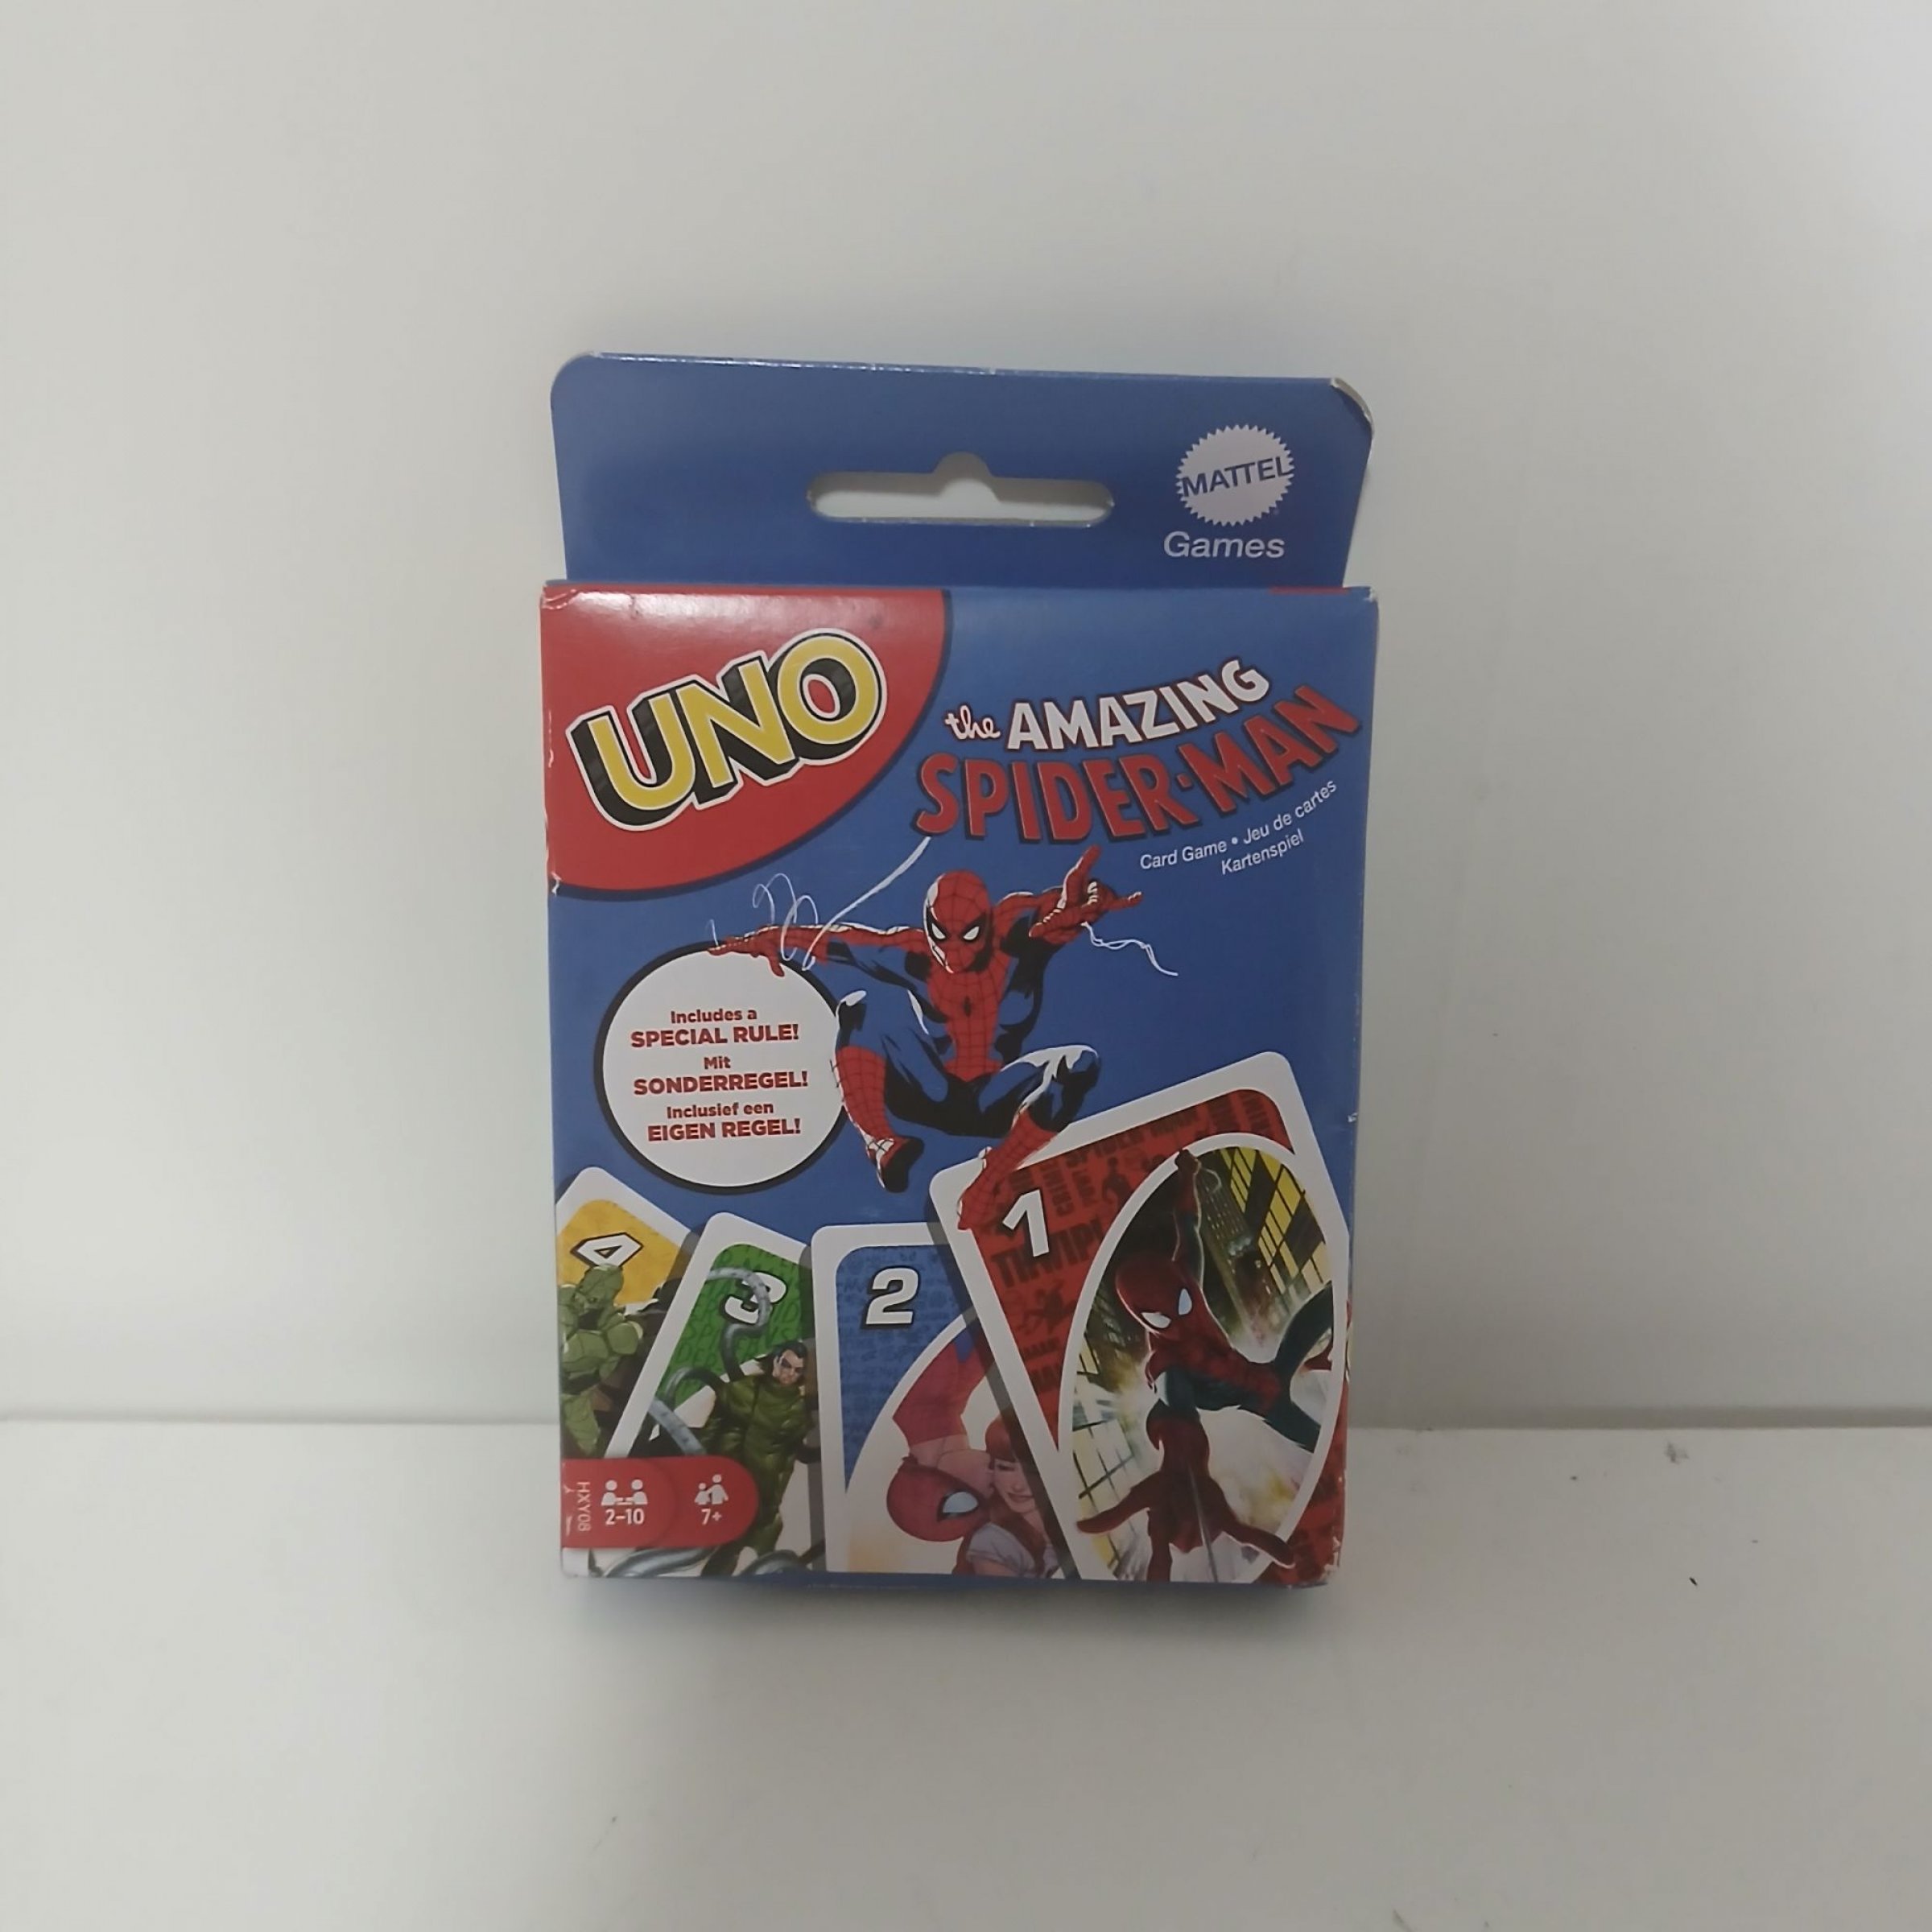 MATTEL
Games
UNO
the AMAZING
SPIDER-MAN
Card Game • Jeu de cartes
Kartenspiel
Includes a
SPECIAL RULE!
Mit
SONDERREGEL!
Inclusief een
EIGEN REGEL!
4
3
2
1
THWIP!
HXY08
2-10
7+